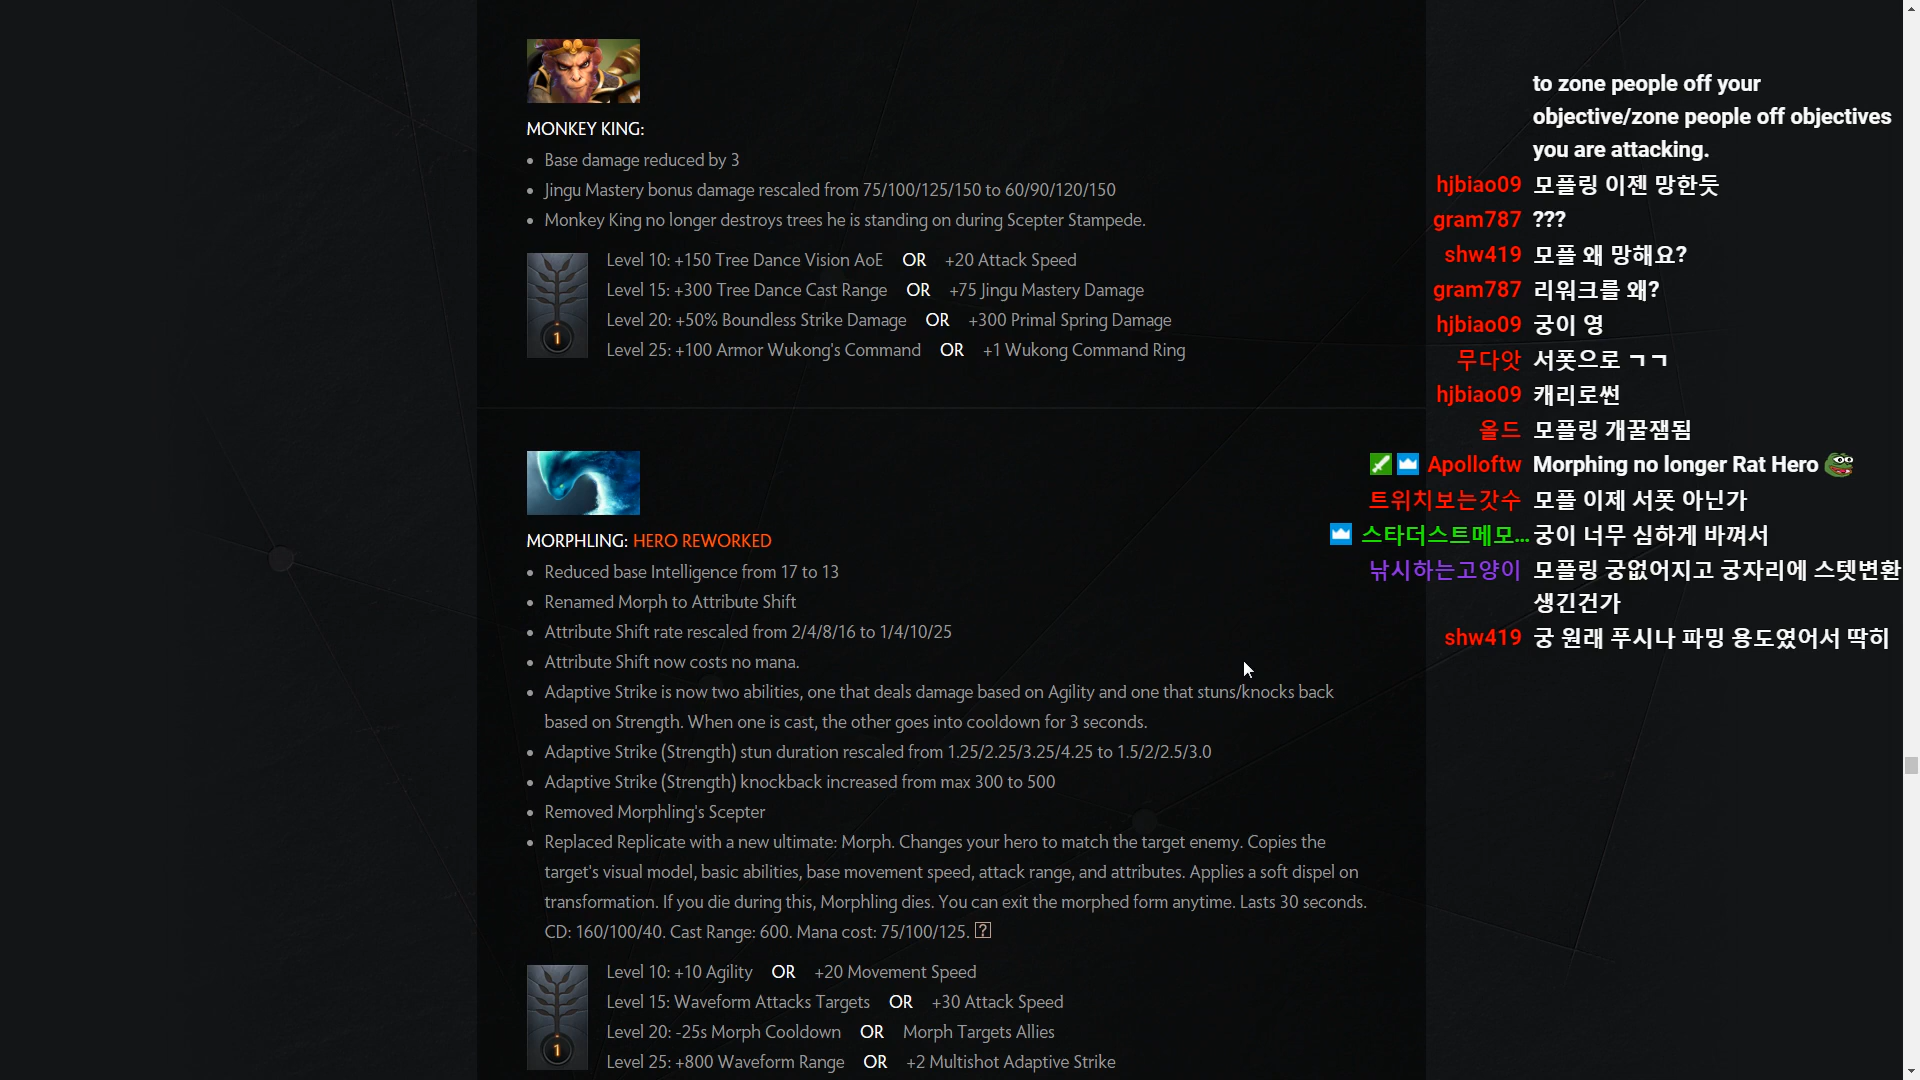 MONKEY KING:
Base damage reduced by 3
Jingu Mastery bonus damage rescaled from 75/100/125/150 to 60/90/120/150
Monkey King no longer destroys trees he is standing on during Scepter Stampede.
1
Level 10: +150 Tree Dance Vision AoE OR +20 Attack Speed
Level 15: +300 Tree Dance Cast Range OR +75 Jingu Mastery Damage
Level 20: +50% Boundless Strike Damage OR +300 Primal Spring Damage
Level 25: +100 Armor Wukong's Command OR +1 Wukong Command Ring
MORPHLING: HERO REWORKED
Reduced base Intelligence from 17 to 13
Renamed Morph to Attribute Shift
Attribute Shift rate rescaled from 2/4/8/16 to 1/4/10/25
Attribute Shift now costs no mana.
Adaptive Strike is now two abilities, one that deals damage based on Agility and one that stuns/knocks back
based on Strength. When one is cast, the other goes into cooldown for 3 seconds.
Adaptive Strike (Strength) stun duration rescaled from 1.25/2.25/3.25/4.25 to 1.5/2/2.5/3.0
Adaptive Strike (Strength) knockback increased from max 300 to 500
Removed Morphling's Scepter
Replaced Replicate with a new ultimate: Morph. Changes your hero to match the target enemy. Copies the
target's visual model, basic abilities, base movement speed, attack range, and attributes. Applies a soft dispel on
transformation. If you die during this, Morphling dies. You can exit the morphed form anytime. Lasts 30 seconds.
CD: 160/100/40. Cast Range: 600. Mana cost: 75/100/125. ?
1
Level 10: +10 Agility OR +20 Movement Speed
Level 15: Waveform Attacks Targets OR +30 Attack Speed
Level 20: -25s Morph Cooldown OR Morph Targets Allies
Level 25: +800 Waveform Range OR +2 Multishot Adaptive Strike
to zone people off your
objective/zone people off objectives
you are attacking.
hjbiao09 모플링 이젠 망한듯
gram787 ???
shw419 모플 왜 망해요?
gram787 리워크를 왜?
hjbiao09 궁이 영
무다앗 서폿으로 ㄱㄱ
hjbiao09 캐리로썬
올드 모플링 개꿀잼됨
Apolloftw Morphing no longer Rat Hero
트위치보는갓수 모플 이제 서폿 아닌가
스타더스트메모... 궁이 너무 심하게 바껴서
낚시하는고양이 모플링 궁없어지고 궁자리에 스텟변환
생긴건가
shw419 궁 원래 푸시나 파밍 용도였어서 딱히